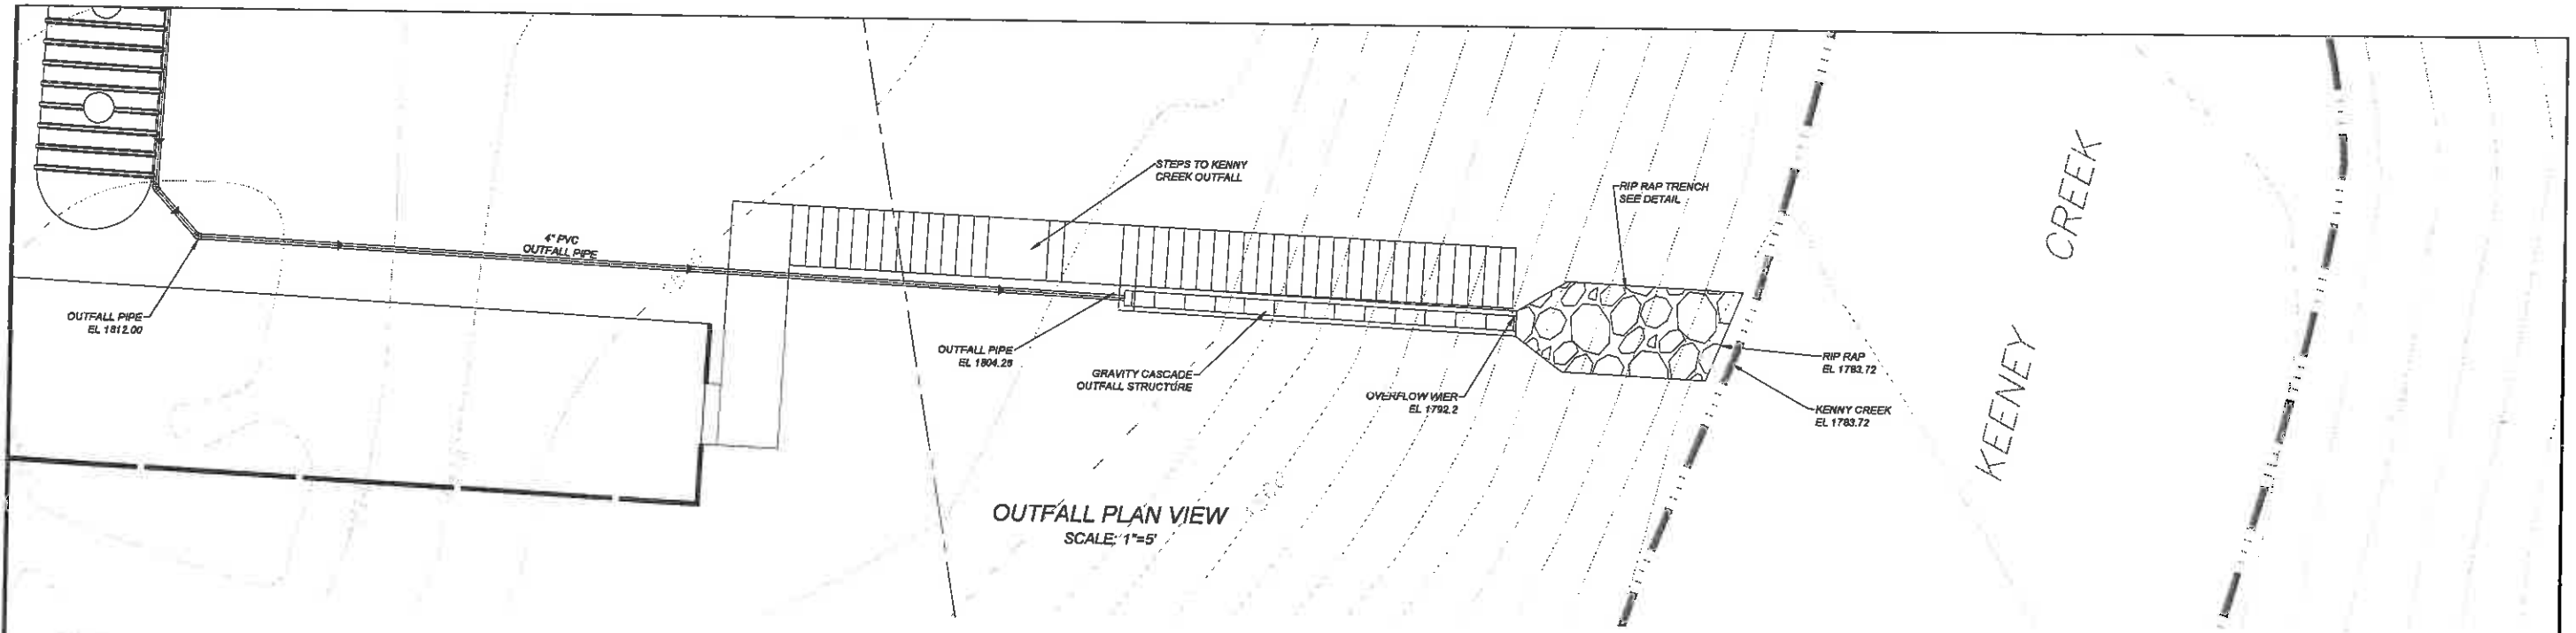 STEPS TO KENNY
CREEK OUTFALL
RIP RAP TRENCH
SEE DETAIL
4" PVC
OUTFALL PIPE
OUTFALL PIPE
EL 1812.00
OUTFALL PIPE
EL 1804.26
GRAVITY CASCADE
OUTFALL STRUCTURE
OVERFLOW WIER
EL 1792.2
RIP RAP
EL 1783.72
KENNY CREEK
EL 1783.72
KEENEY CREEK
OUTFALL PLAN VIEW
SCALE: 1"=5'